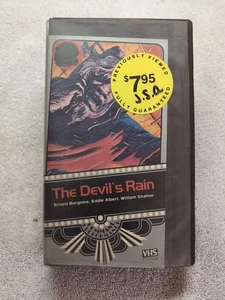 PREVIOUSLY VIEWED
$7.95
J.S.A.
FULLY GUARANTEED
The Devil's Rain
Ernest Borgnine, Eddie Albert, William Shatner
VHS